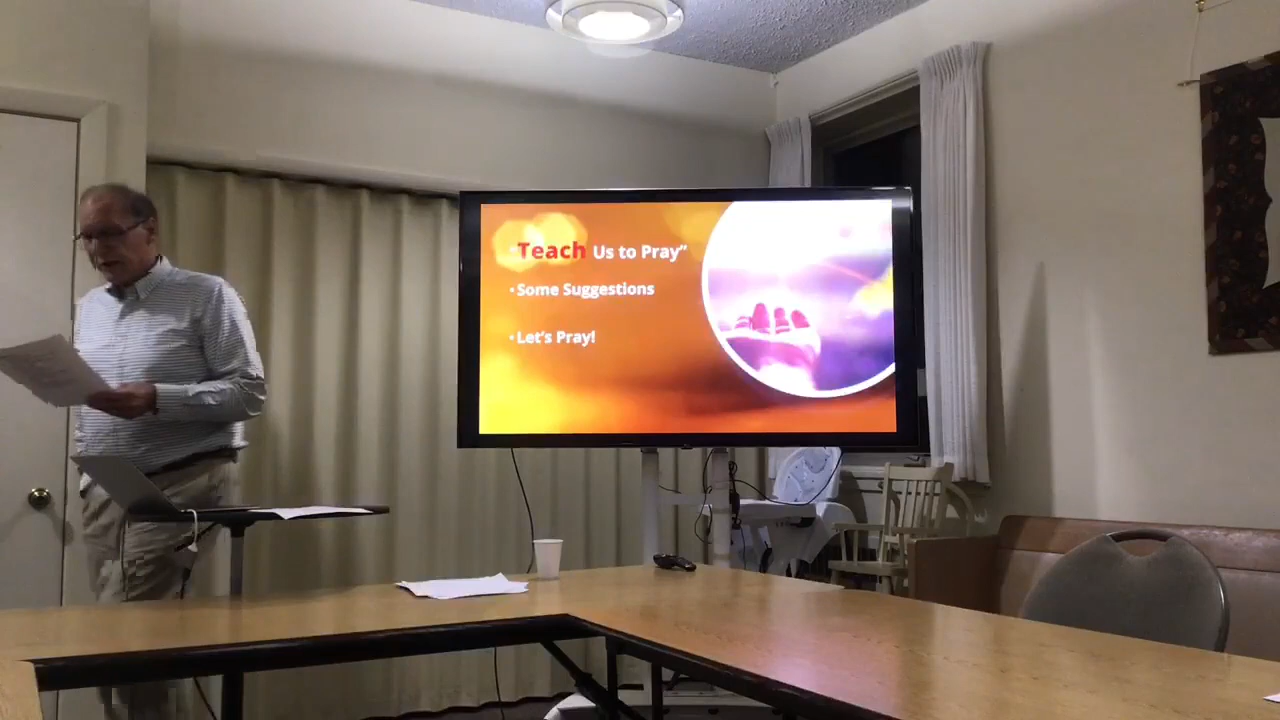 • Teach Us to Pray”
• Some Suggestions
• Let’s Pray!